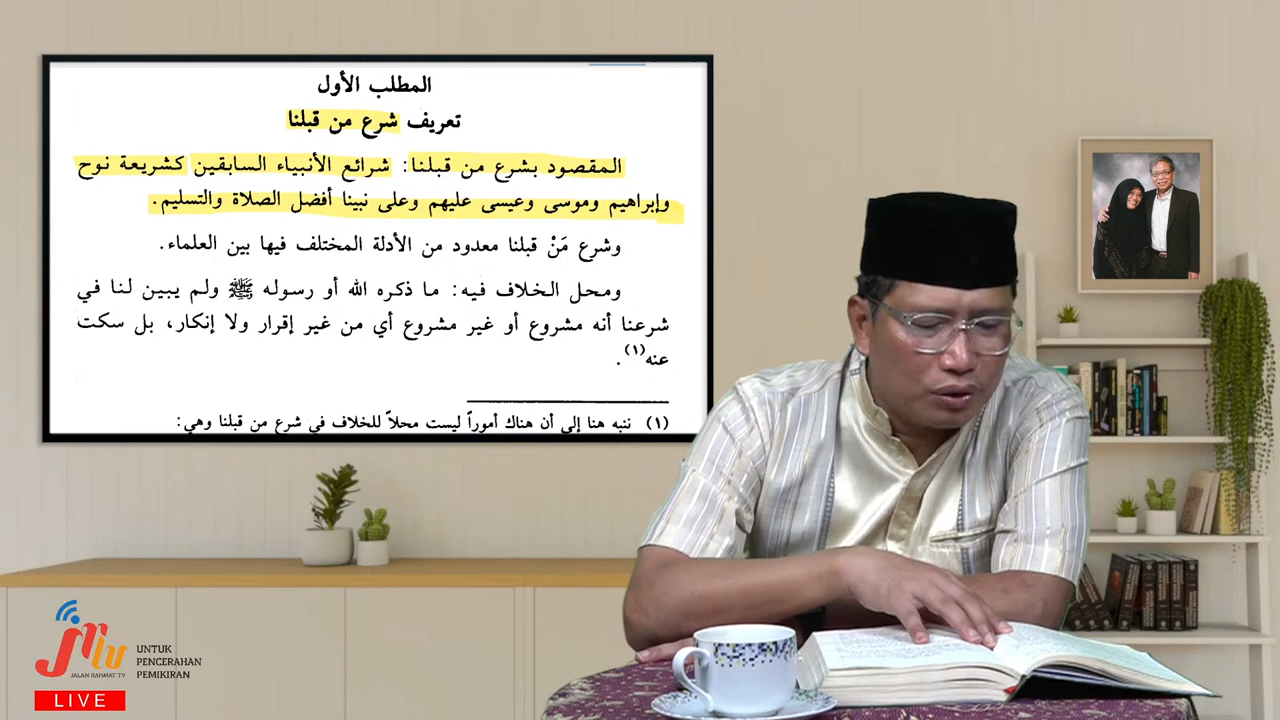 المطلب الأول
تعريف شرع من قبلنا
المقصود بشرع من قبلنا: شرائع الأنبياء السابقين كشريعة نوح
وإبراهيم وموسى وعيسى عليهم وعلى نبينا أفضل الصلاة والتسليم.
وشرع مَنْ قبلنا معدود من الأدلة المختلف فيها بين العلماء.
ومحل الخلاف فيه: ما ذكره الله أو رسوله ﷺ ولم يبين لنا في
شرعنا أنه مشروع أو غير مشروع أي من غير إقرار ولا إنكار، بل سكت
عنه(١).
(١) ننبه هنا إلى أن هناك أموراً ليست محلاً للخلاف في شرع من قبلنا وهي:
JALAN RAHMAT TV
UNTUK
PENCERAHAN
PEMIKIRAN
LIVE